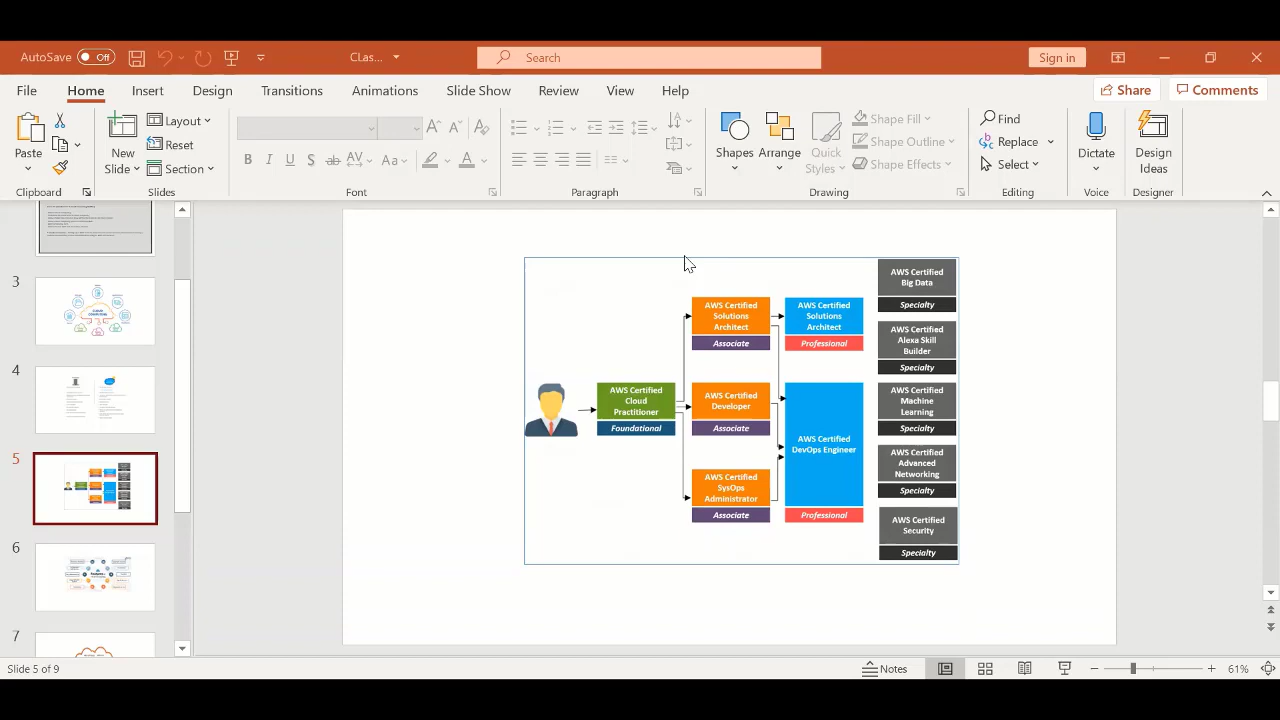 AutoSave Off CLas... Search Sign in
File Home Insert Design Transitions Animations Slide Show Review View Help Share Comments
Paste
Clipboard
New
Slide
Layout
Reset
Section
Slides
B I U S ab AV Aa A
Font
Paragraph
Shapes
Arrange
Quick
Styles
Shape Fill
Shape Outline
Shape Effects
Drawing
Find
Replace
Select
Editing
Dictate
Voice
Design
Ideas
Designer
3
4
5
6
7
AWS Certified
Cloud
Practitioner
Foundational
AWS Certified
Solutions
Architect
Associate
AWS Certified
Developer
Associate
AWS Certified
SysOps
Administrator
Associate
AWS Certified
Solutions
Architect
Professional
AWS Certified
DevOps Engineer
Professional
AWS Certified
Big Data
Specialty
AWS Certified
Alexa Skill
Builder
Specialty
AWS Certified
Machine
Learning
Specialty
AWS Certified
Advanced
Networking
Specialty
AWS Certified
Security
Specialty
Slide 5 of 9 Notes 61%